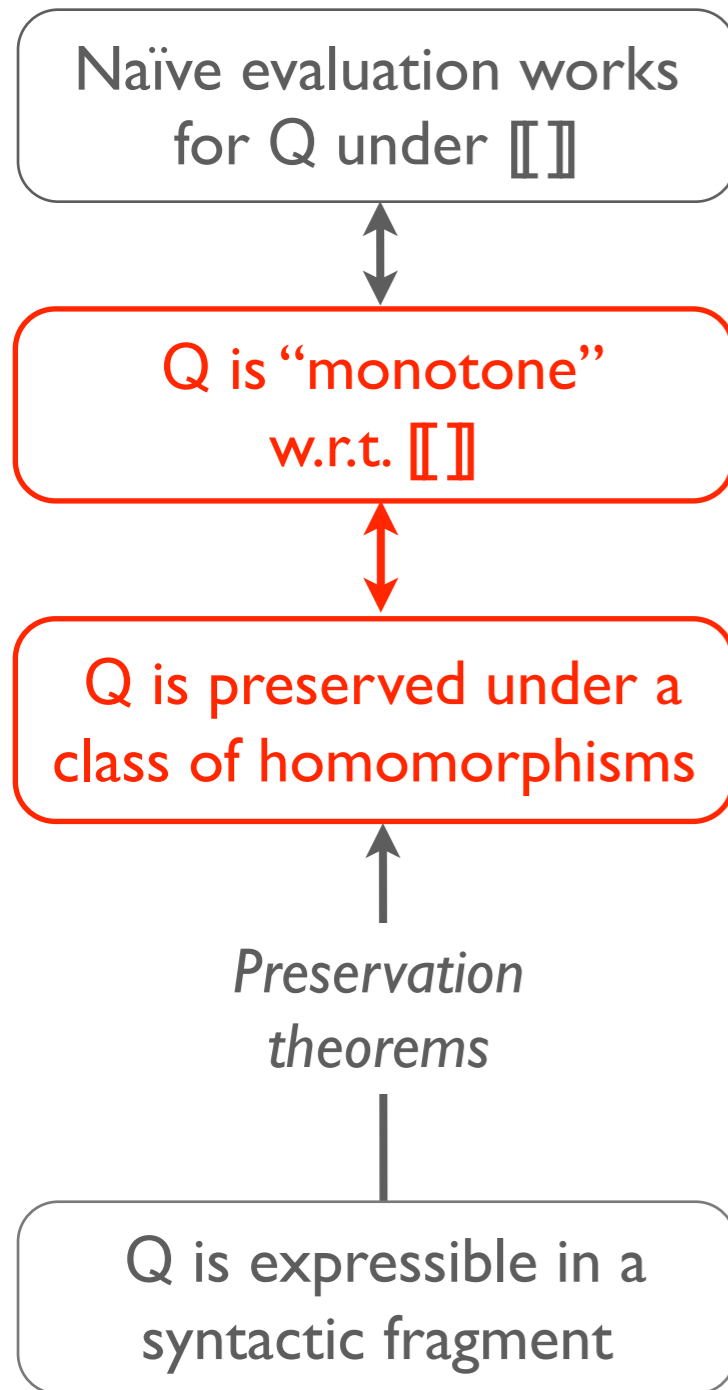 Naïve evaluation works
for Q under ⟦ ⟧
Q is “monotone”
w.r.t. ⟦ ⟧
Q is preserved under a
class of homomorphisms
Preservation
theorems
Q is expressible in a
syntactic fragment